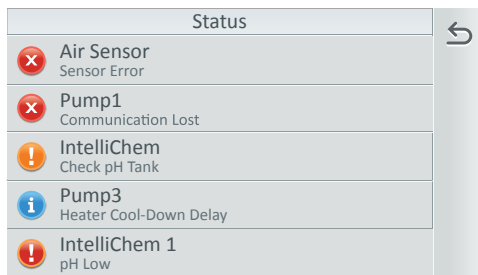 Status
Air Sensor
Sensor Error
Pump1
Communication Lost
IntelliChem
Check pH Tank
Pump3
Heater Cool-Down Delay
IntelliChem 1
pH Low